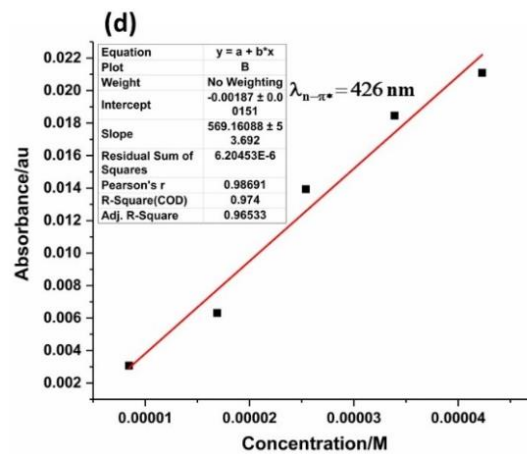 (d)
Equation y = a + b*x
Plot B
Weight No Weighting
Intercept -0.00187 ± 0.0
0151
Slope 569.16088 ± 5
3.692
Residual Sum of
Squares 6.20453E-6
Pearson's r 0.98691
R-Square(COD) 0.974
Adj. R-Square 0.96533
λn−π* = 426 nm
0.022
0.020
0.018
0.016
0.014
0.012
0.010
0.008
0.006
0.004
0.002
Absorbance/au
0.00001 0.00002 0.00003 0.00004
Concentration/M